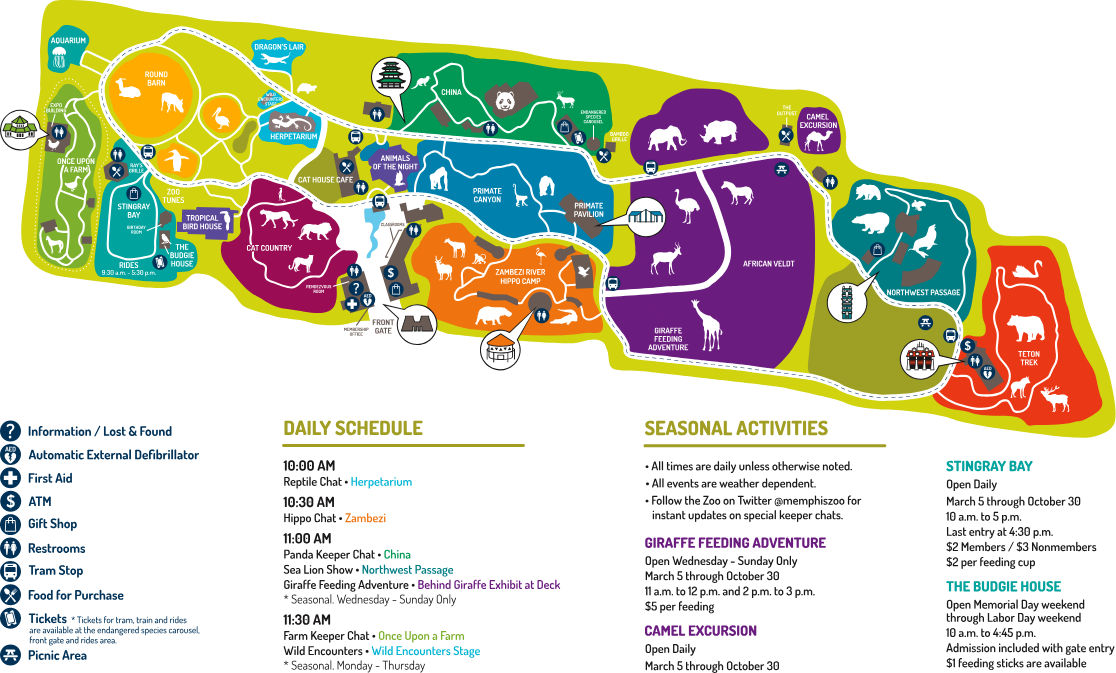 AQUARIUM
EXPO
BUILDING
ONCE UPON
A FARM
ROUND
BARN
DRAGON'S LAIR
WILD
ENCOUNTERS
STAGE
HERPETARIUM
CHINA
ENDANGERED
SPECIES
CAROUSEL
BAMBOO
GRILLE
THE
OUTPOST
CAMEL
EXCURSION
RAY'S
GRILLE
STINGRAY
BAY
BIRTHDAY
ROOM
ZOO
TUNES
TROPICAL
BIRD HOUSE
THE
BUDGIE
HOUSE
RIDES
9:30 a.m. - 5:30 p.m.
CAT HOUSE CAFE
ANIMALS
OF THE NIGHT
CAT COUNTRY
CLASSROOMS
RENDEZVOUS
ROOM
?
$
AED
MEMBERSHIP
OFFICE
FRONT
GATE
PRIMATE
CANYON
PRIMATE
PAVILION
ZAMBEZI RIVER
HIPPO CAMP
AFRICAN VELDT
GIRAFFE
FEEDING
ADVENTURE
NORTHWEST PASSAGE
$
AED
TETON
TREK
? Information / Lost & Found
AED Automatic External Defibrillator
First Aid
$ ATM
Gift Shop
Restrooms
Tram Stop
Food for Purchase
Tickets * Tickets for tram, train and rides
are available at the endangered species carousel,
front gate and rides area.
Picnic Area
DAILY SCHEDULE
10:00 AM
Reptile Chat • Herpetarium
10:30 AM
Hippo Chat • Zambezi
11:00 AM
Panda Keeper Chat • China
Sea Lion Show • Northwest Passage
Giraffe Feeding Adventure • Behind Giraffe Exhibit at Deck
* Seasonal. Wednesday - Sunday Only
11:30 AM
Farm Keeper Chat • Once Upon a Farm
Wild Encounters • Wild Encounters Stage
* Seasonal. Monday - Thursday
SEASONAL ACTIVITIES
• All times are daily unless otherwise noted.
• All events are weather dependent.
• Follow the Zoo on Twitter @memphiszoo for
instant updates on special keeper chats.
GIRAFFE FEEDING ADVENTURE
Open Wednesday - Sunday Only
March 5 through October 30
11 a.m. to 12 p.m. and 2 p.m. to 3 p.m.
$5 per feeding
CAMEL EXCURSION
Open Daily
March 5 through October 30
STINGRAY BAY
Open Daily
March 5 through October 30
10 a.m. to 5 p.m.
Last entry at 4:30 p.m.
$2 Members / $3 Nonmembers
$2 per feeding cup
THE BUDGIE HOUSE
Open Memorial Day weekend
through Labor Day weekend
10 a.m. to 4:45 p.m.
Admission included with gate entry
$1 feeding sticks are available